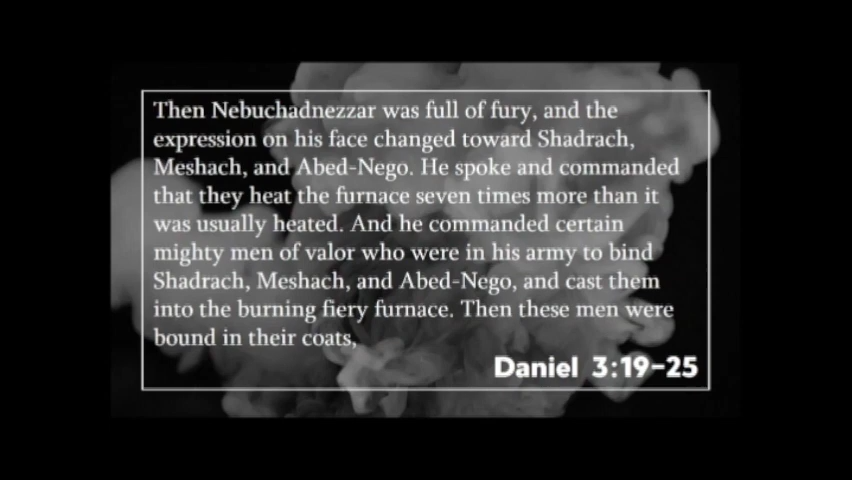 Then Nebuchadnezzar was full of fury, and the
expression on his face changed toward Shadrach,
Meshach, and Abed-Nego. He spoke and commanded
that they heat the furnace seven times more than it
was usually heated. And he commanded certain
mighty men of valor who were in his army to bind
Shadrach, Meshach, and Abed-Nego, and cast them
into the burning fiery furnace. Then these men were
bound in their coats,
Daniel 3:19-25